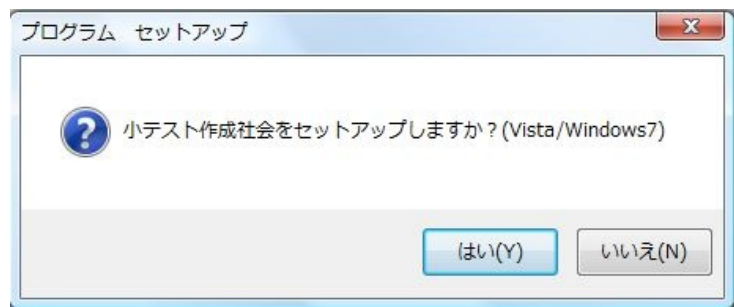 プログラム　セットアップ
小テスト作成社会をセットアップしますか？(Vista/Windows7)
はい(Y)
いいえ(N)